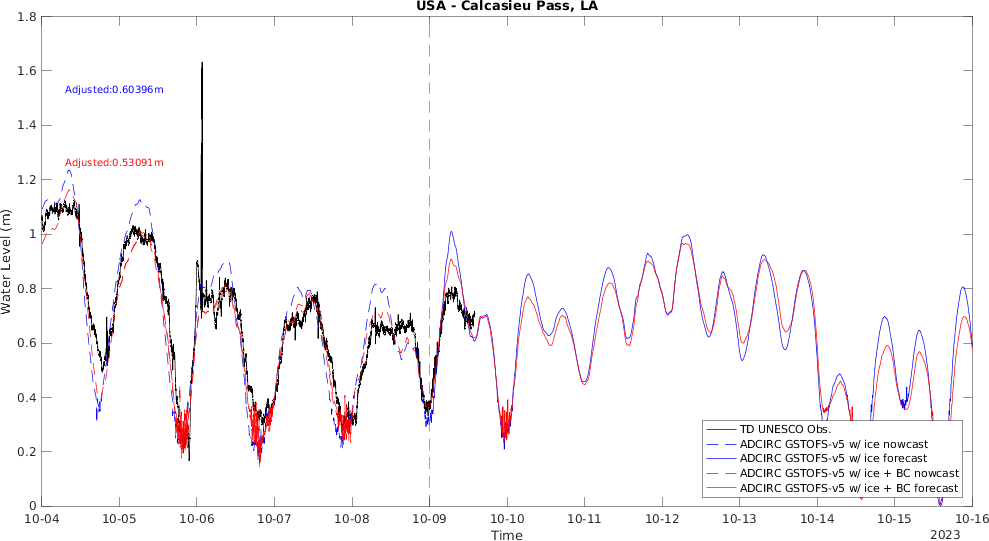 USA - Calcasieu Pass, LA
1.8
1.6
1.4
1.2
1
0.8
0.6
0.4
0.2
0
Water Level (m)
Adjusted:0.60396m
Adjusted:0.53091m
TD UNESCO Obs.
ADCIRC GSTOFS-v5 w/ ice nowcast
ADCIRC GSTOFS-v5 w/ ice forecast
ADCIRC GSTOFS-v5 w/ ice + BC nowcast
ADCIRC GSTOFS-v5 w/ ice + BC forecast
10-04 10-05 10-06 10-07 10-08 10-09 10-10 10-11 10-12 10-13 10-14 10-15 10-16
Time
2023